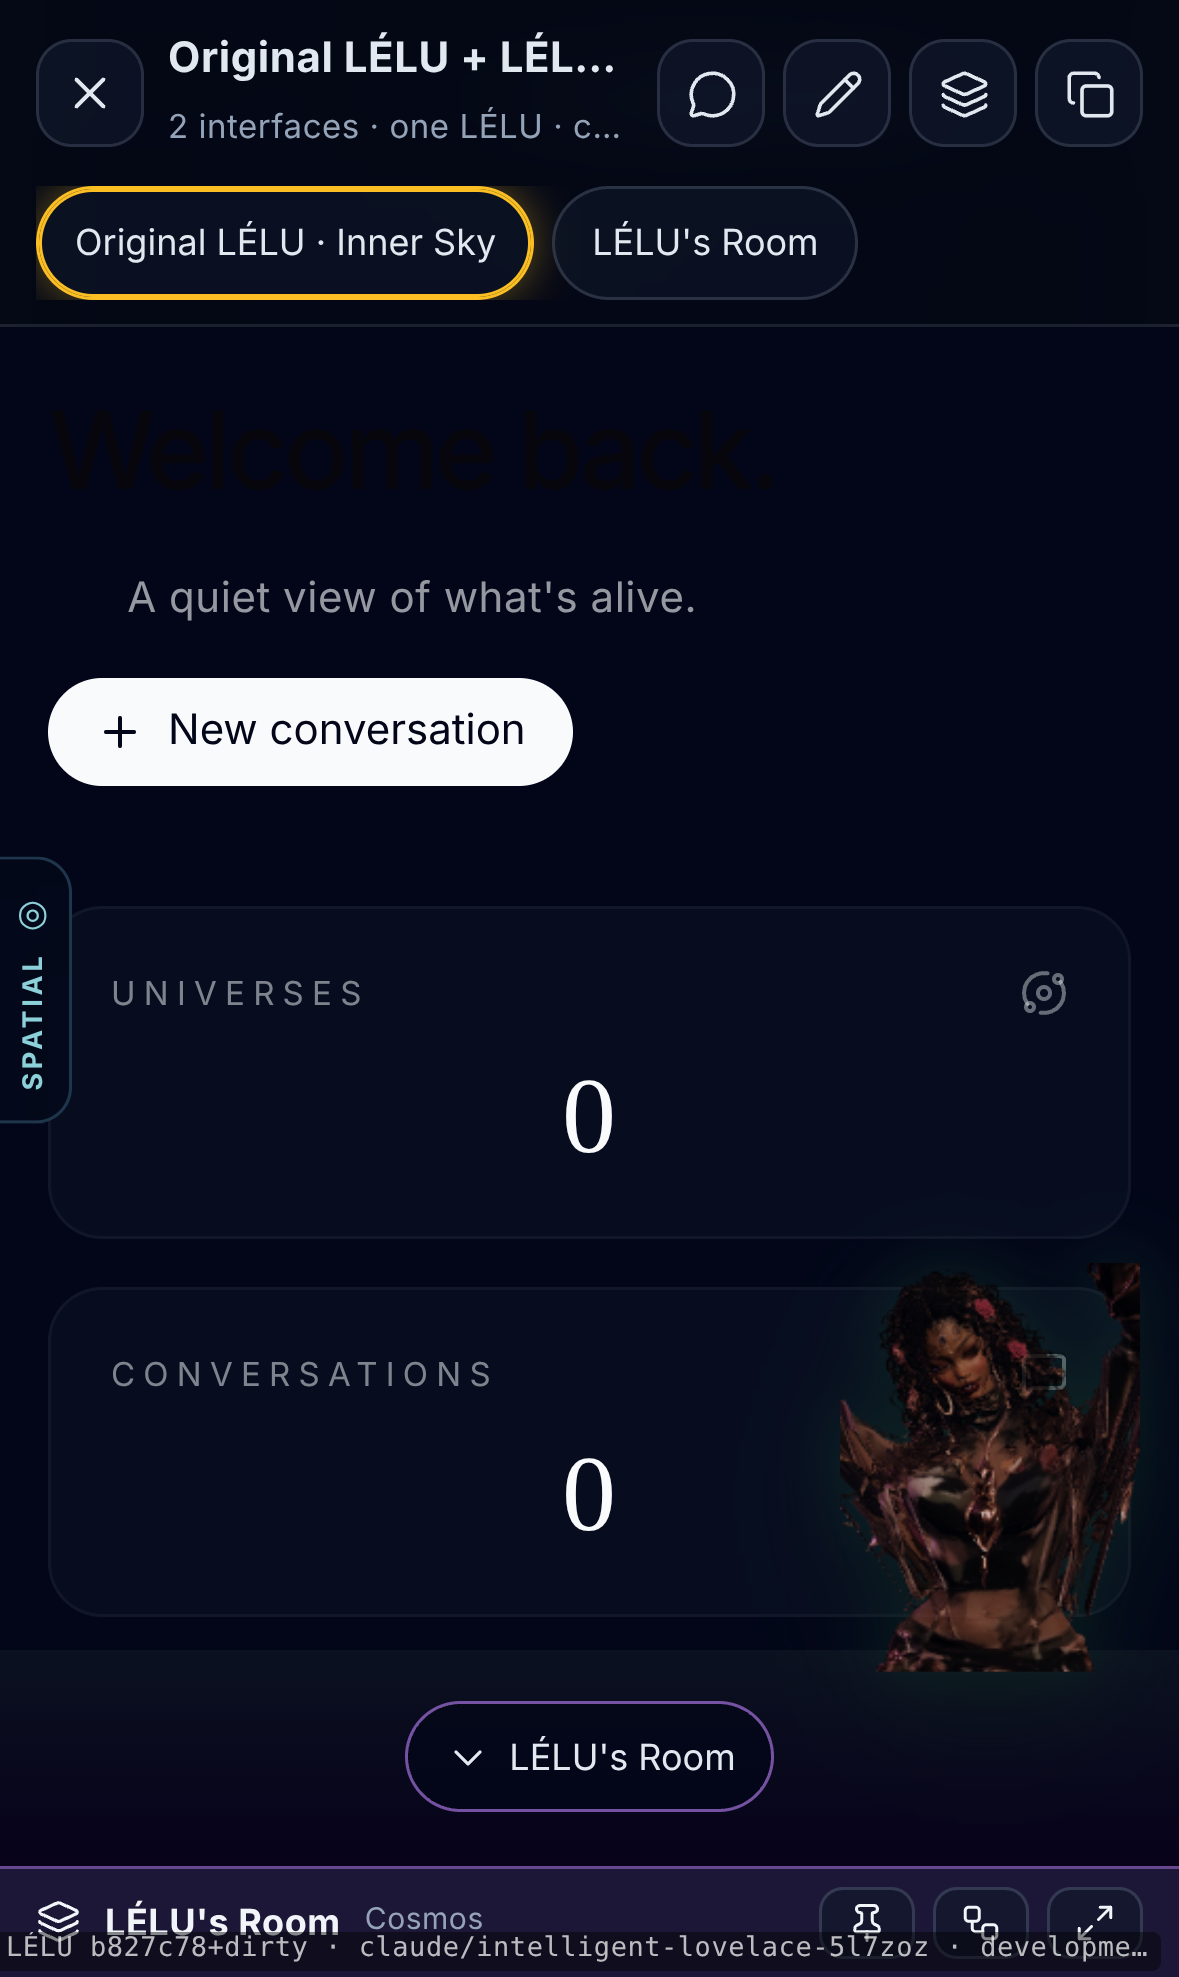 Original LÉLU + LÉL...
2 interfaces · one LÉLU · c...
Original LÉLU · Inner Sky
LÉLU's Room
Welcome back.
A quiet view of what's alive.
New conversation
SPATIAL
UNIVERSES
0
CONVERSATIONS
0
LÉLU's Room
LÉLU's Room Cosmos
LÉLU b827c78+dirty · claude/intelligent-lovelace-5l7zoz · developme…